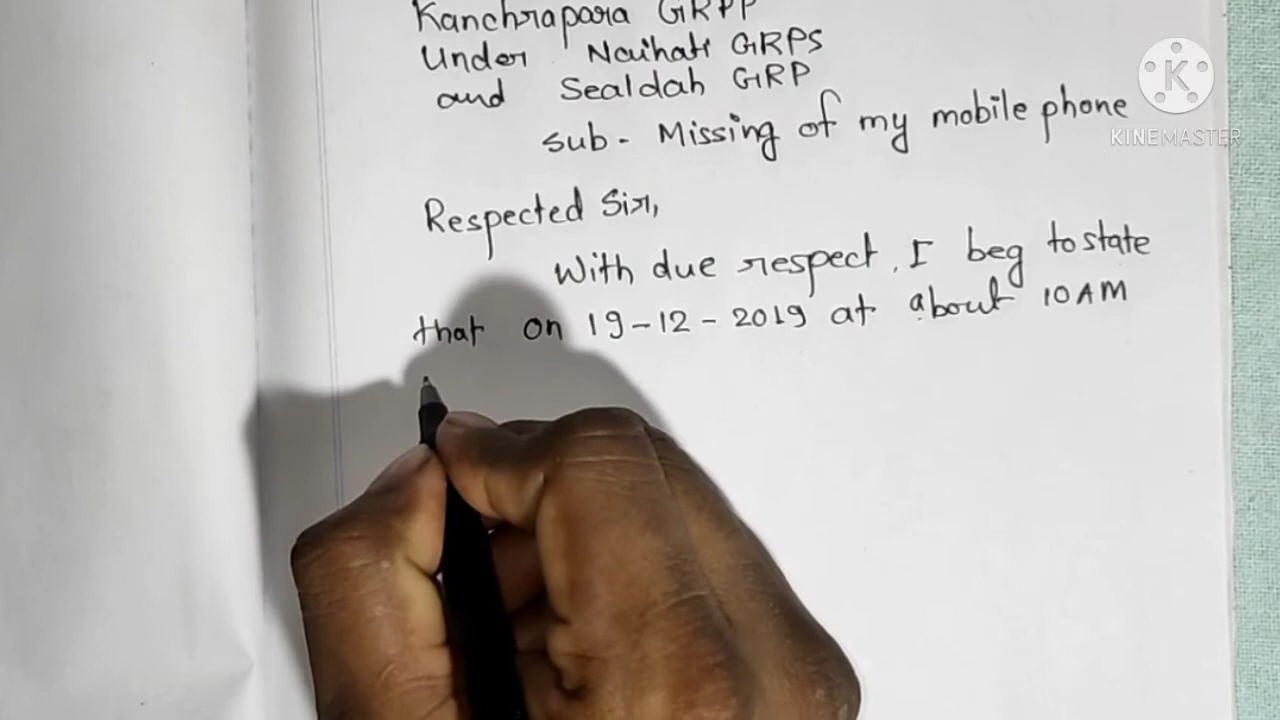 Kanchrapara GRPP
Under Naihati GRPS
and Sealdah GRP
Sub- Missing of my mobile phone
KINEMASTER
Respected Sir,
With due respect, I beg to state
that on 19-12-2019 at about 10AM